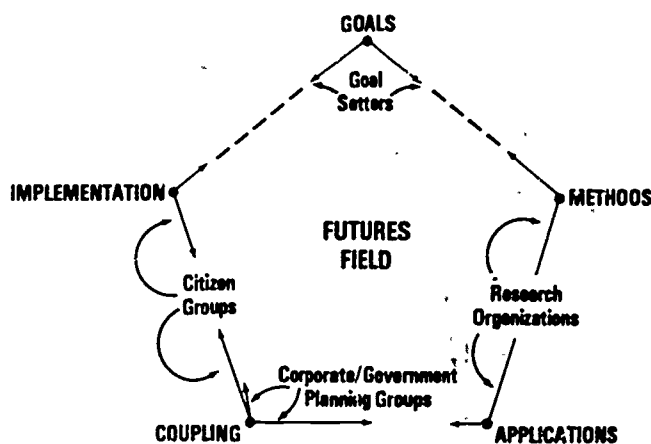 GOALS
Goal
Setters
IMPLEMENTATION
METHODS
FUTURES
FIELD
Citizen
Groups
Research
Organizations
Corporate/Government
Planning Groups
COUPLING
APPLICATIONS